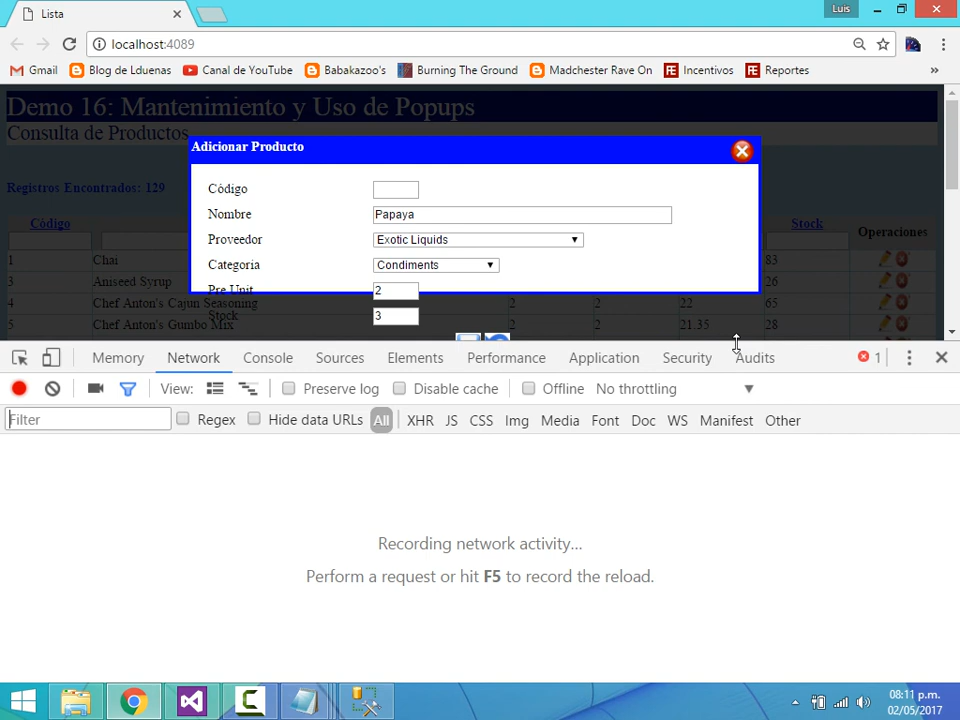 Lista
Luis
localhost:4089
Gmail Blog de Lduenas Canal de YouTube Babakazoo's Burning The Ground Madchester Rave On Incentivos Reportes »
Demo 16: Mantenimiento y Uso de Popups
Consulta de Productos
Adicionar Producto
Registros Encontrados: 129
Código
Nombre Papaya
Proveedor Exotic Liquids
Categoria Condiments
Pre Unit 2
Stock 3
Código Stock Operaciones
1 Chai 83
3 Aniseed Syrup 26
4 Chef Anton's Cajun Seasoning 2 2 22 65
5 Chef Anton's Gumbo Mix 2 2 21.35 28
Memory Network Console Sources Elements Performance Application Security Audits 1
View: Preserve log Disable cache Offline No throttling
Filter Regex Hide data URLs All XHR JS CSS Img Media Font Doc WS Manifest Other
Recording network activity...
Perform a request or hit F5 to record the reload.
08:11 p.m.
02/05/2017